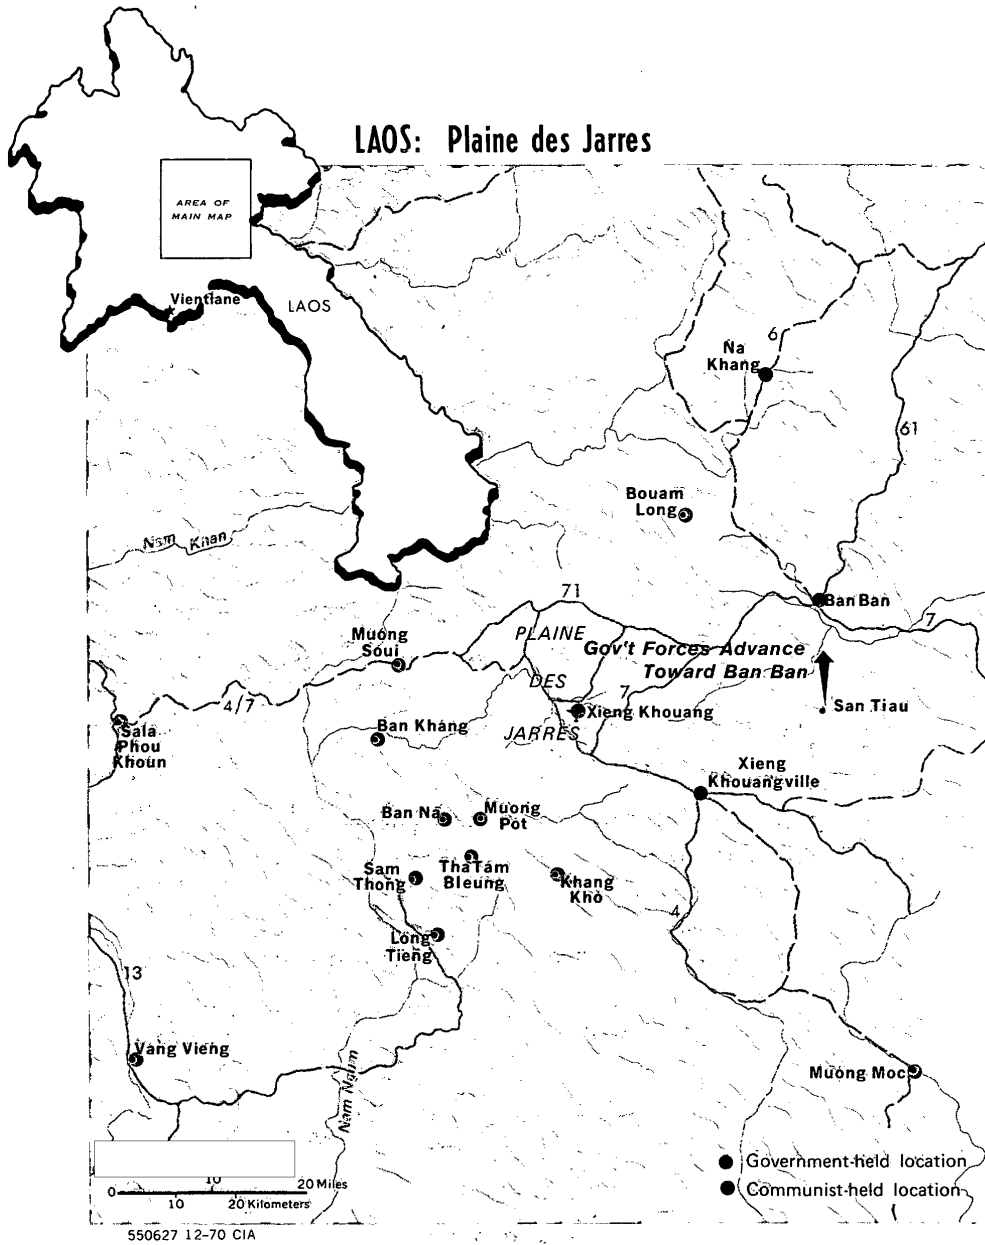 LAOS: Plaine des Jarres
AREA OF
MAIN MAP
Vientiane
LAOS
6
Na
Khang
61
Bouam
Long
Nam Khan
71
Ban Ban
7
Muong
Soui
PLAINE
DES
JARRES
Gov't Forces Advance
Toward Ban Ban
4/7
7
San Tiau
Xieng Khouang
Sala
Phou
Khoun
Ban Khang
Xieng
Khouangville
Ban Na
Muong
Pot
Sam
Thong
Tha Tam
Bleung
Khang
Kho
4
Long
Tieng
13
Vang Vieng
Nam Ngum
Muong Moc
Government-held location
Communist-held location
10
20 Miles
0
10
20 Kilometers
550627 12-70 CIA